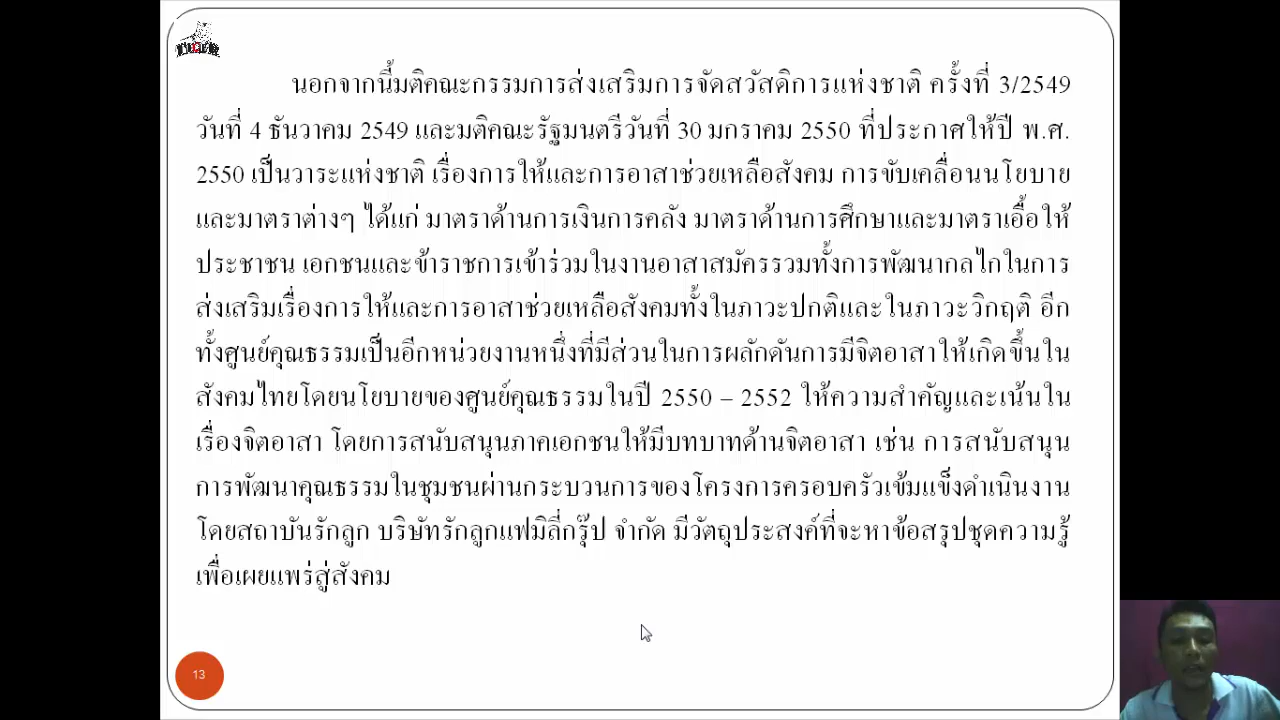 นอกจากนี้มติคณะกรรมการส่งเสริมการจัดสวัสดิการแห่งชาติ ครั้งที่ 3/2549
วันที่ 4 ธันวาคม 2549 และมติคณะรัฐมนตรีวันที่ 30 มกราคม 2550 ที่ประกาศให้ปี พ.ศ.
2550 เป็นวาระแห่งชาติ เรื่องการให้และการอาสาช่วยเหลือสังคม การขับเคลื่อนนโยบาย
และมาตราต่างๆ ได้แก่ มาตราด้านการเงินการคลัง มาตราด้านการศึกษาและมาตราเอื้อให้
ประชาชน เอกชนและข้าราชการเข้าร่วมในงานอาสาสมัครรวมทั้งการพัฒนากลไกในการ
ส่งเสริมเรื่องการให้และการอาสาช่วยเหลือสังคมทั้งในภาวะปกติและในภาวะวิกฤติ อีก
ทั้งศูนย์คุณธรรมเป็นอีกหน่วยงานหนึ่งที่มีส่วนในการผลักดันการมีจิตอาสาให้เกิดขึ้นใน
สังคมไทยโดยนโยบายของศูนย์คุณธรรมในปี 2550 – 2552 ให้ความสำคัญและเน้นใน
เรื่องจิตอาสา โดยการสนับสนุนภาคเอกชนให้มีบทบาทด้านจิตอาสา เช่น การสนับสนุน
การพัฒนาคุณธรรมในชุมชนผ่านกระบวนการของโครงการครอบครัวเข้มแข็งดำเนินงาน
โดยสถาบันรักลูก บริษัทรักลูกแฟมิลี่กรุ๊ป จำกัด มีวัตถุประสงค์ที่จะหาข้อสรุปชุดความรู้
เพื่อเผยแพร่สู่สังคม
13